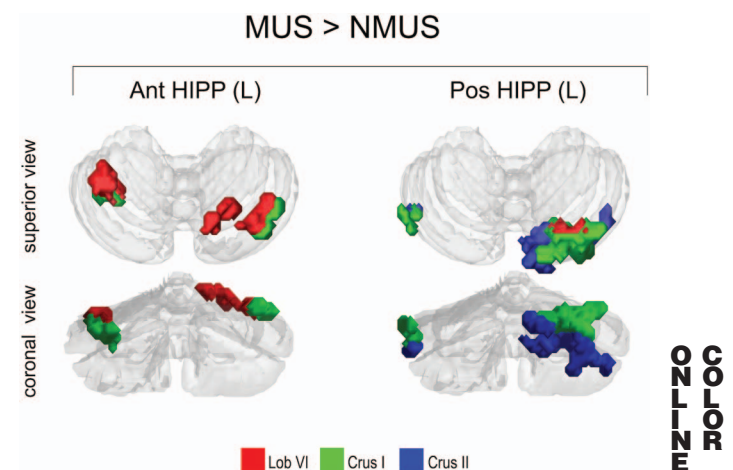 MUS > NMUS
Ant HIPP (L)
Pos HIPP (L)
superior view
coronal view
Lob VI
Crus I
Crus II
COLOR
ONLINE